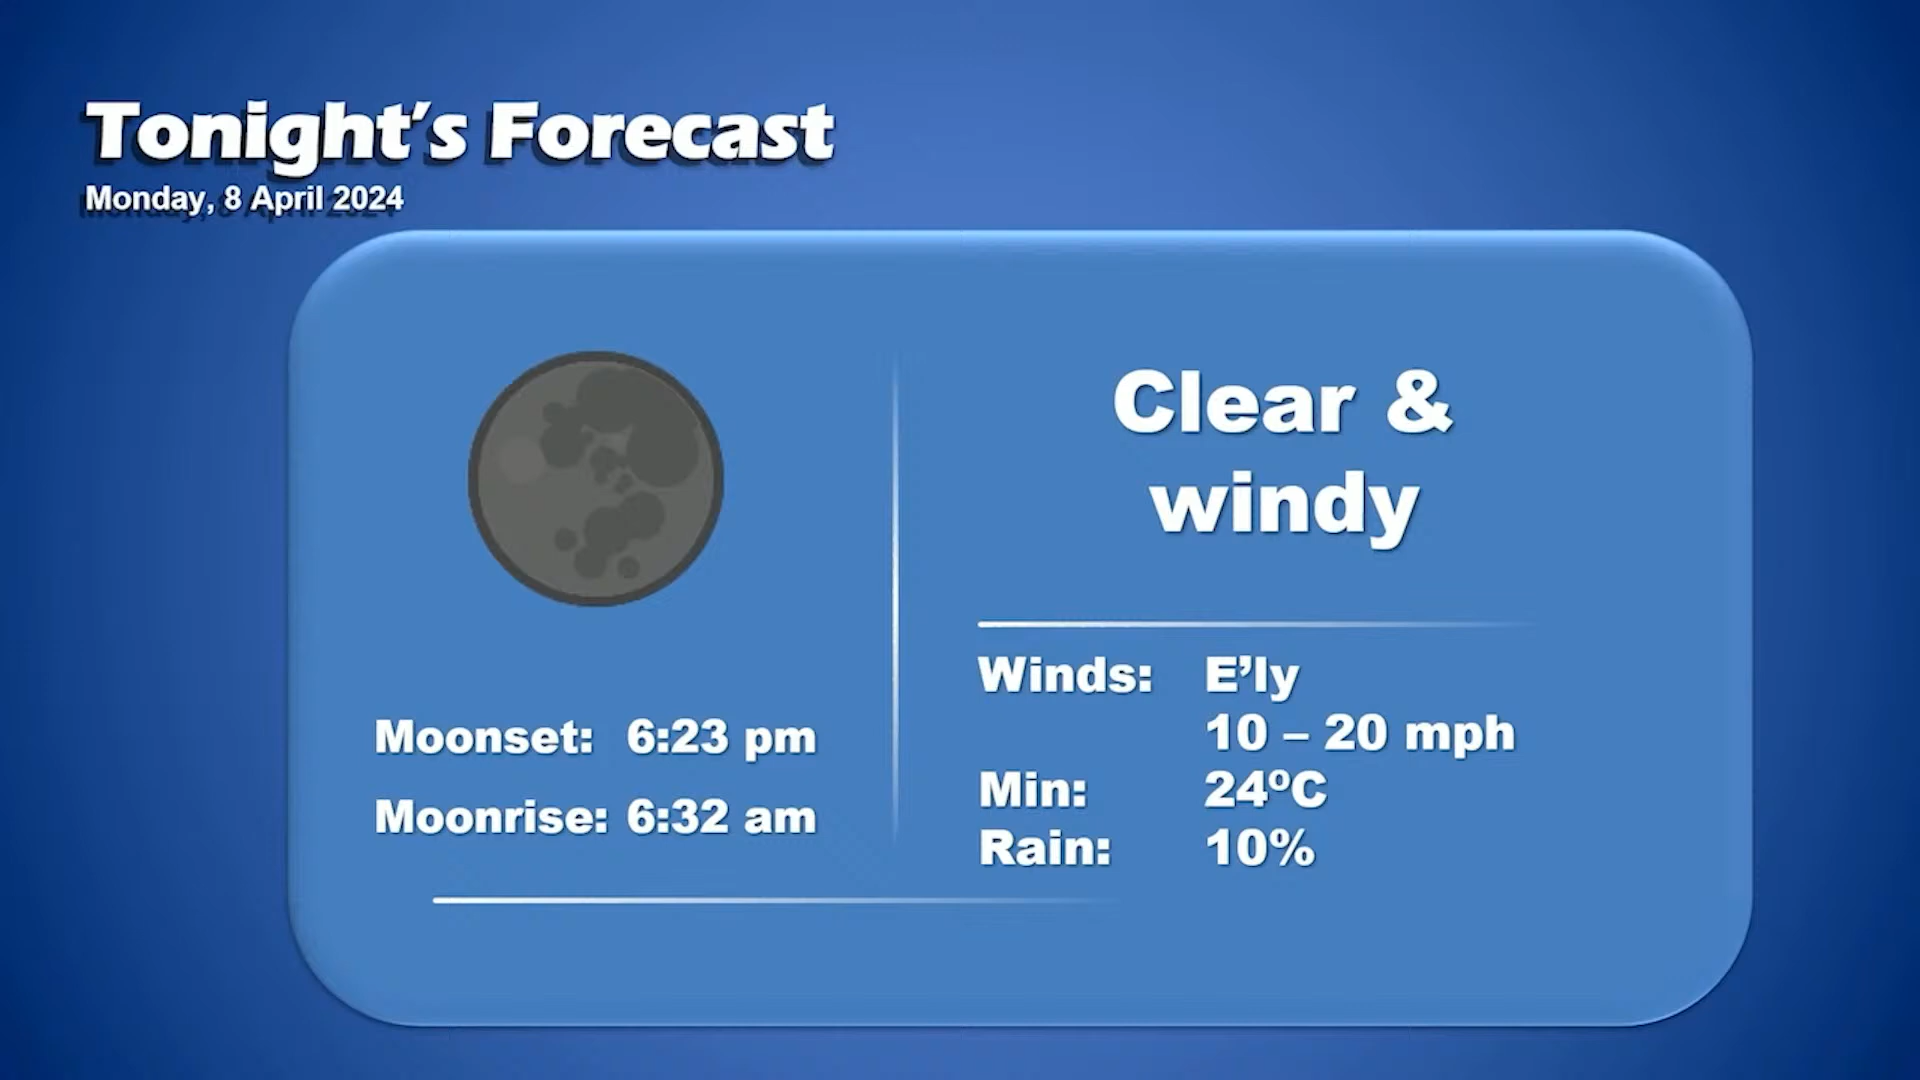 Tonight’s Forecast
Monday, 8 April 2024
Moonset: 6:23 pm
Moonrise: 6:32 am
Clear &
windy
Winds: E’ly
10 – 20 mph
Min: 24ºC
Rain: 10%